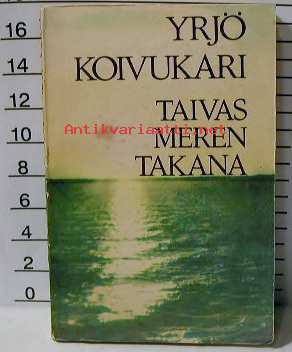 YRJÖ
KOIVUKARI
TAIVAS
Antikvariaatti.net
MEREN
TAKANA
16
14
12
10
8
6
4
2
0